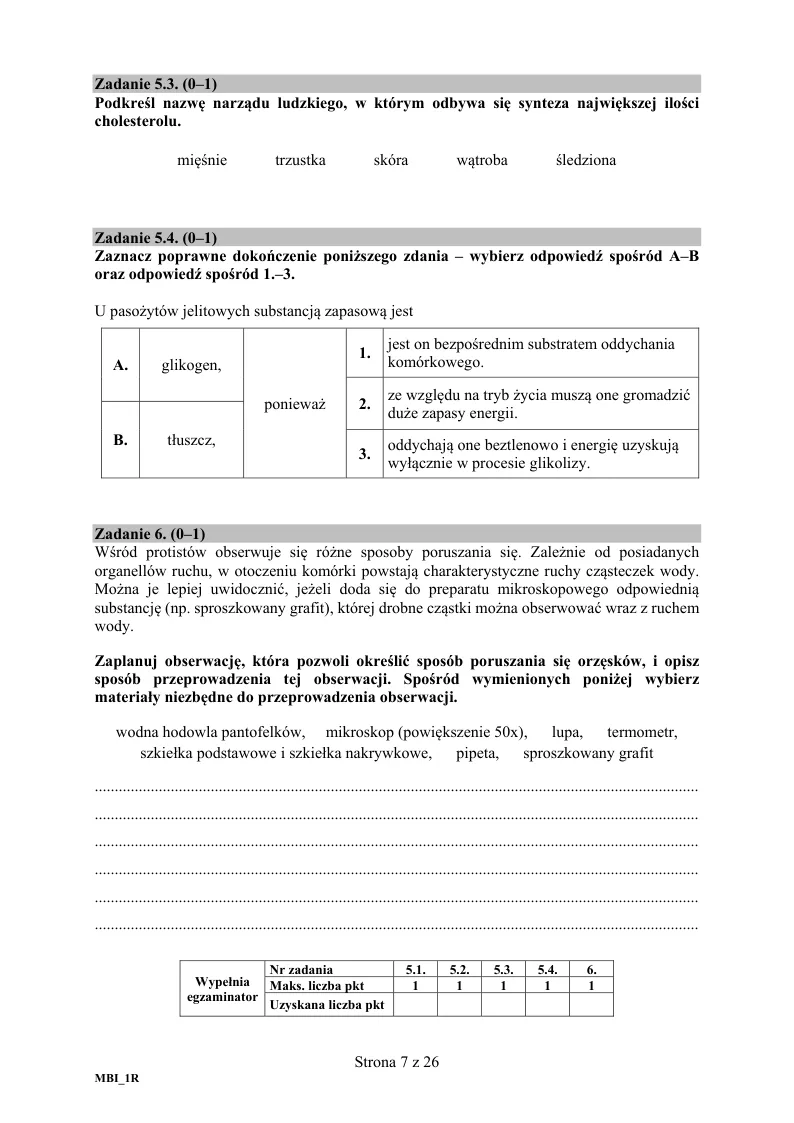 Zadanie 5.3. (0–1)
Podkreśl nazwę narządu ludzkiego, w którym odbywa się synteza największej ilości
cholesterolu.
mięśnie trzustka skóra wątroba śledziona
Zadanie 5.4. (0–1)
Zaznacz poprawne dokończenie poniższego zdania – wybierz odpowiedź spośród A–B
oraz odpowiedź spośród 1.–3.
U pasożytów jelitowych substancją zapasową jest
A. glikogen,
B. tłuszcz,
ponieważ
1. jest on bezpośrednim substratem oddychania
komórkowego.
2. ze względu na tryb życia muszą one gromadzić
duże zapasy energii.
3. oddychają one beztlenowo i energię uzyskują
wyłącznie w procesie glikolizy.
Zadanie 6. (0–1)
Wśród protistów obserwuje się różne sposoby poruszania się. Zależnie od posiadanych
organellów ruchu, w otoczeniu komórki powstają charakterystyczne ruchy cząsteczek wody.
Można je lepiej uwidocznić, jeżeli doda się do preparatu mikroskopowego odpowiednią
substancję (np. sproszkowany grafit), której drobne cząstki można obserwować wraz z ruchem
wody.
Zaplanuj obserwację, która pozwoli określić sposób poruszania się orzęsków, i opisz
sposób przeprowadzenia tej obserwacji. Spośród wymienionych poniżej wybierz
materiały niezbędne do przeprowadzenia obserwacji.
wodna hodowla pantofelków, mikroskop (powiększenie 50x), lupa, termometr,
szkiełka podstawowe i szkiełka nakrywkowe, pipeta, sproszkowany grafit
Wypełnia
egzaminator
Nr zadania 5.1. 5.2. 5.3. 5.4. 6.
Maks. liczba pkt 1 1 1 1 1
Uzyskana liczba pkt
Strona 7 z 26
MBI_1R